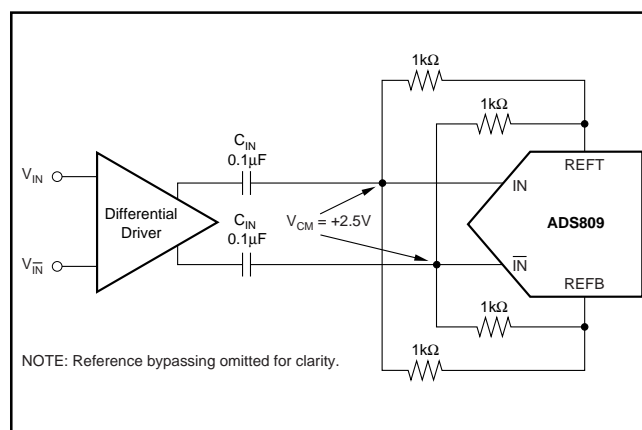 1kΩ
1kΩ
C_IN
0.1μF
V_IN
REFT
IN
Differential
Driver
V_CM = +2.5V
ADS809
C_IN
0.1μF
V_I̅N̅
I̅N̅
REFB
1kΩ
NOTE: Reference bypassing omitted for clarity.
1kΩ